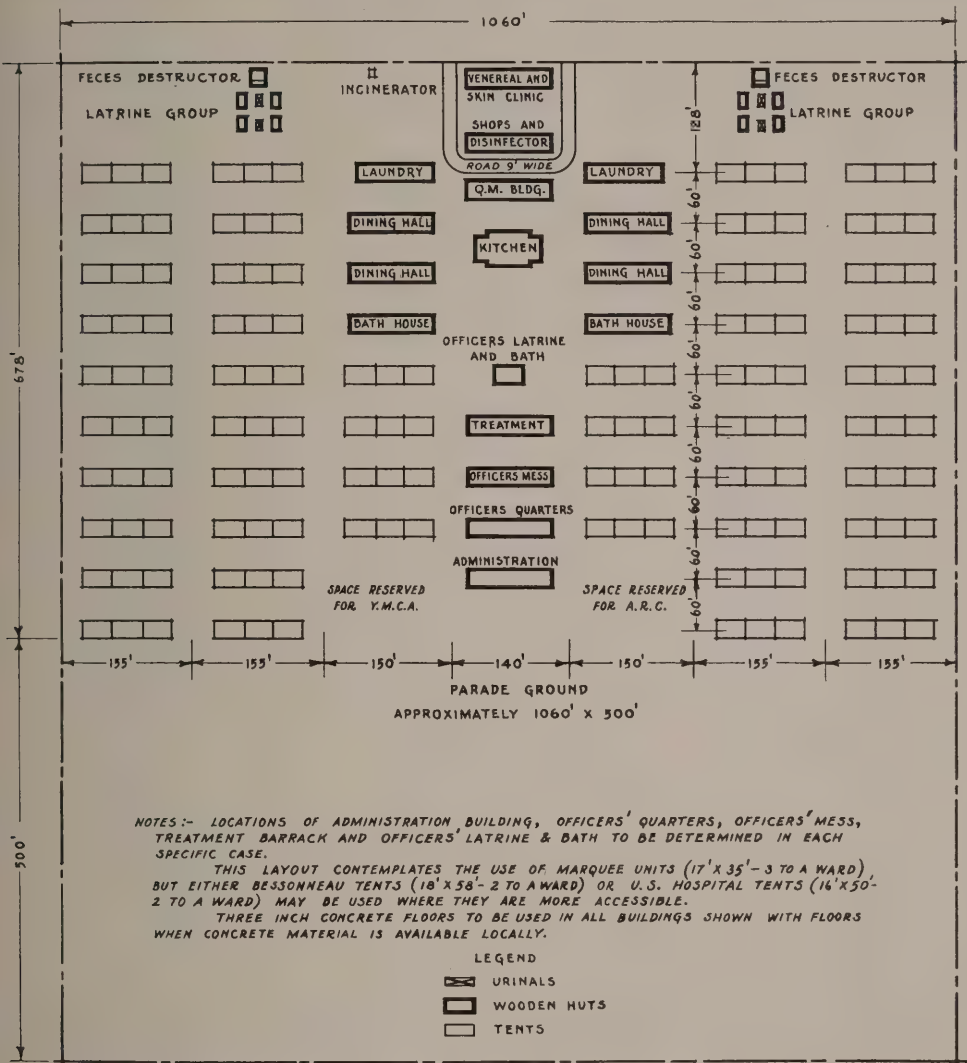 1060'
FECES DESTRUCTOR
LATRINE GROUP
INCINERATOR
VENEREAL AND
SKIN CLINIC
SHOPS AND
DISINFECTOR
ROAD 9' WIDE
Q.M. BLDG.
FECES DESTRUCTOR
LATRINE GROUP
128'
LAUNDRY
LAUNDRY
60'
DINING HALL
KITCHEN
DINING HALL
60'
DINING HALL
DINING HALL
60'
BATH HOUSE
BATH HOUSE
60'
OFFICERS LATRINE
AND BATH
60'
TREATMENT
60'
OFFICERS MESS
60'
OFFICERS QUARTERS
60'
ADMINISTRATION
60'
SPACE RESERVED
FOR Y.M.C.A.
SPACE RESERVED
FOR A.R.C.
678'
155' 155' 150' 140' 150' 155' 155'
PARADE GROUND
APPROXIMATELY 1060' X 500'
500'
NOTES:- LOCATIONS OF ADMINISTRATION BUILDING, OFFICERS' QUARTERS, OFFICERS' MESS,
TREATMENT BARRACK AND OFFICERS' LATRINE & BATH TO BE DETERMINED IN EACH
SPECIFIC CASE.
THIS LAYOUT CONTEMPLATES THE USE OF MARQUEE UNITS (17' X 35'- 3 TO A WARD),
BUT EITHER BESSONNEAU TENTS (18' X 58'- 2 TO A WARD) OR U.S. HOSPITAL TENTS (16' X 50'-
2 TO A WARD) MAY BE USED WHERE THEY ARE MORE ACCESSIBLE.
THREE INCH CONCRETE FLOORS TO BE USED IN ALL BUILDINGS SHOWN WITH FLOORS
WHEN CONCRETE MATERIAL IS AVAILABLE LOCALLY.
LEGEND
URINALS
WOODEN HUTS
TENTS